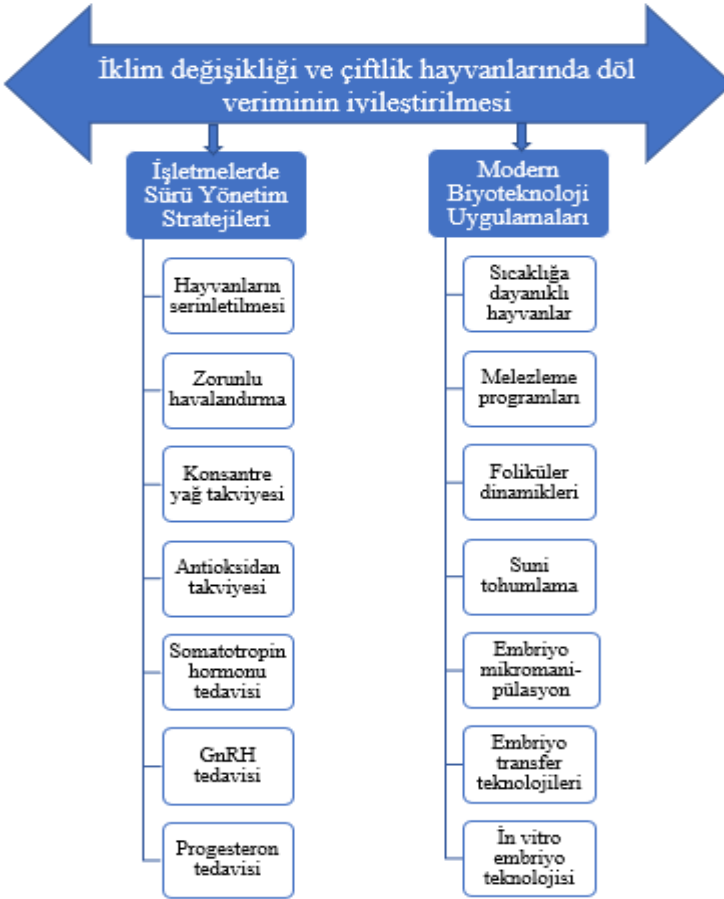 İklim değişikliği ve çiftlik hayvanlarında döl
veriminin iyileştirilmesi
İşletmelerde
Sürü Yönetim
Stratejileri
Hayvanların
serinletilmesi
Zorunlu
havalandırma
Konsantre
yağ takviyesi
Antioksidan
takviyesi
Somatotropin
hormonu
tedavisi
GnRH
tedavisi
Progesteron
tedavisi
Modern
Biyoteknoloji
Uygulamaları
Sıcaklığa
dayanıklı
hayvanlar
Melezleme
programları
Foliküler
dinamikleri
Suni
tohumlama
Embriyo
mikromani-
pülasyon
Embriyo
transfer
teknolojileri
İn vitro
embriyo
teknolojisi